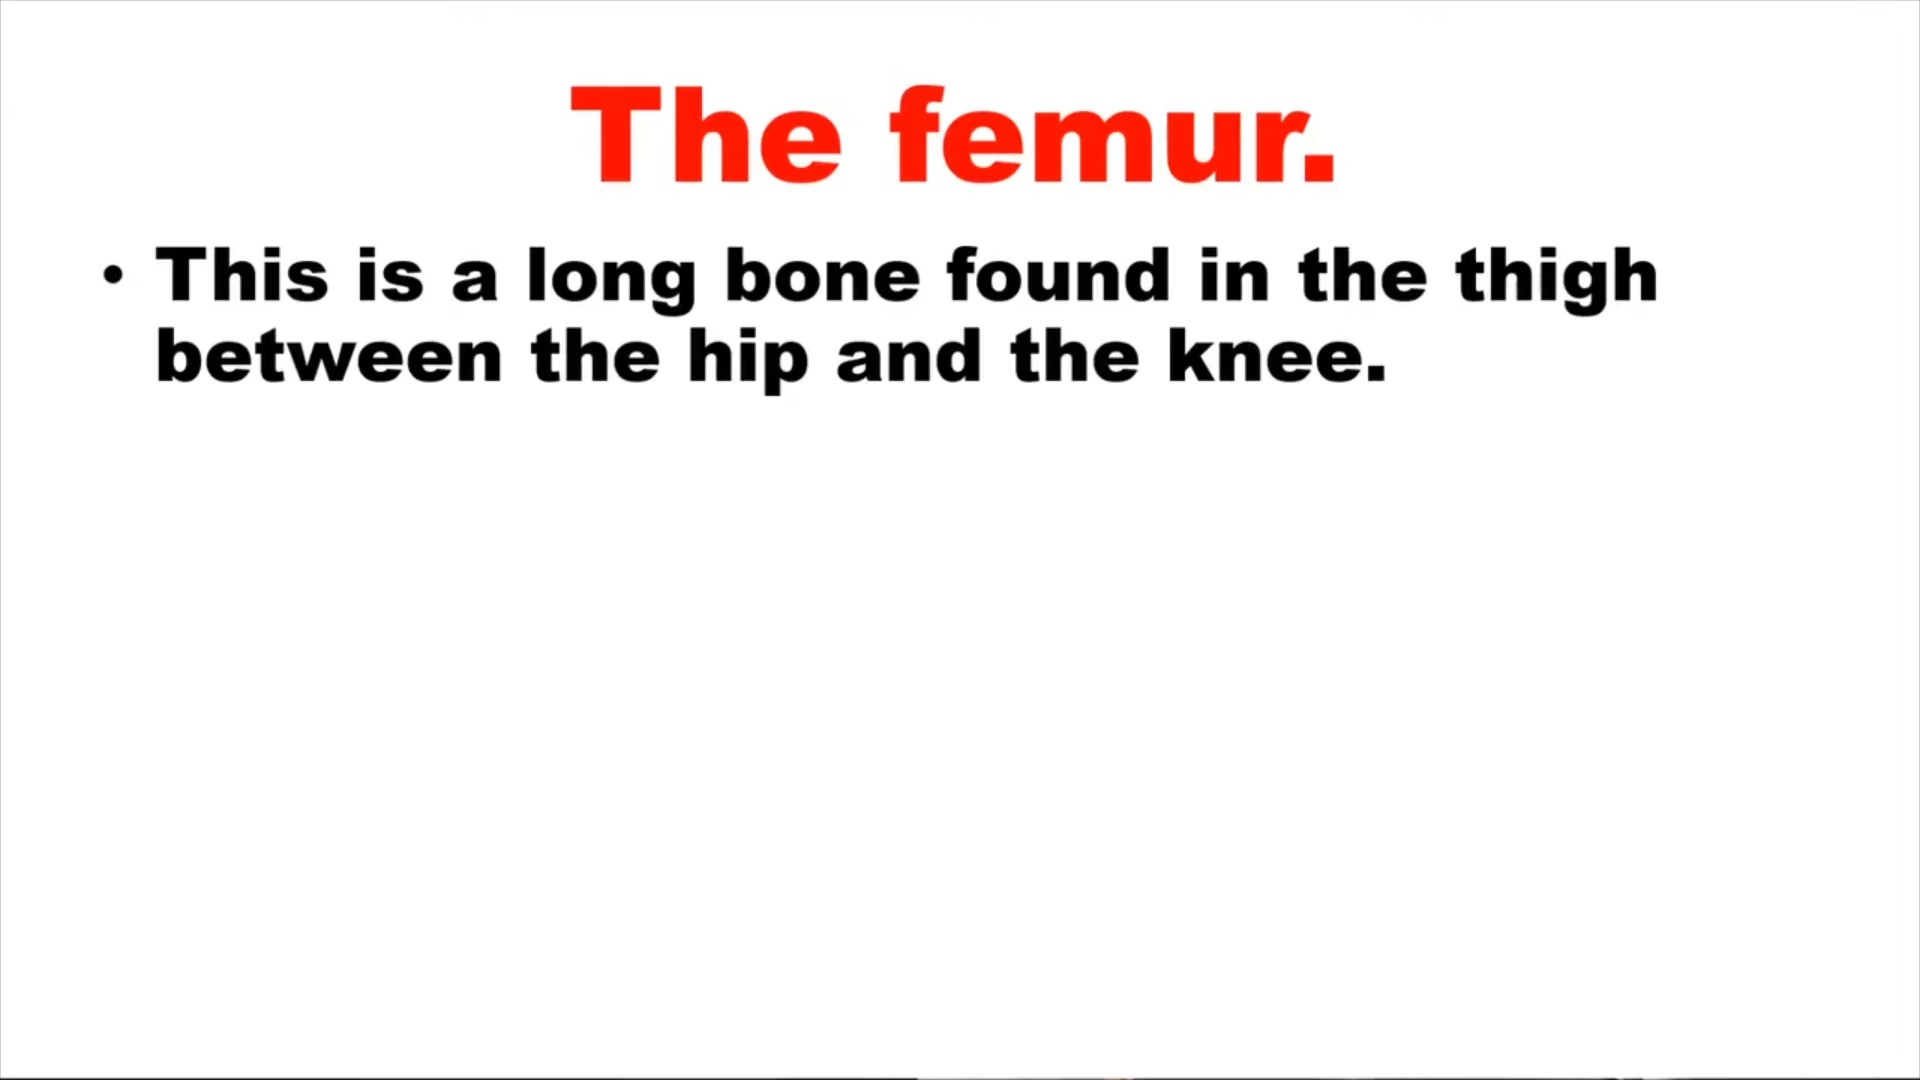 The femur.
• This is a long bone found in the thigh
between the hip and the knee.